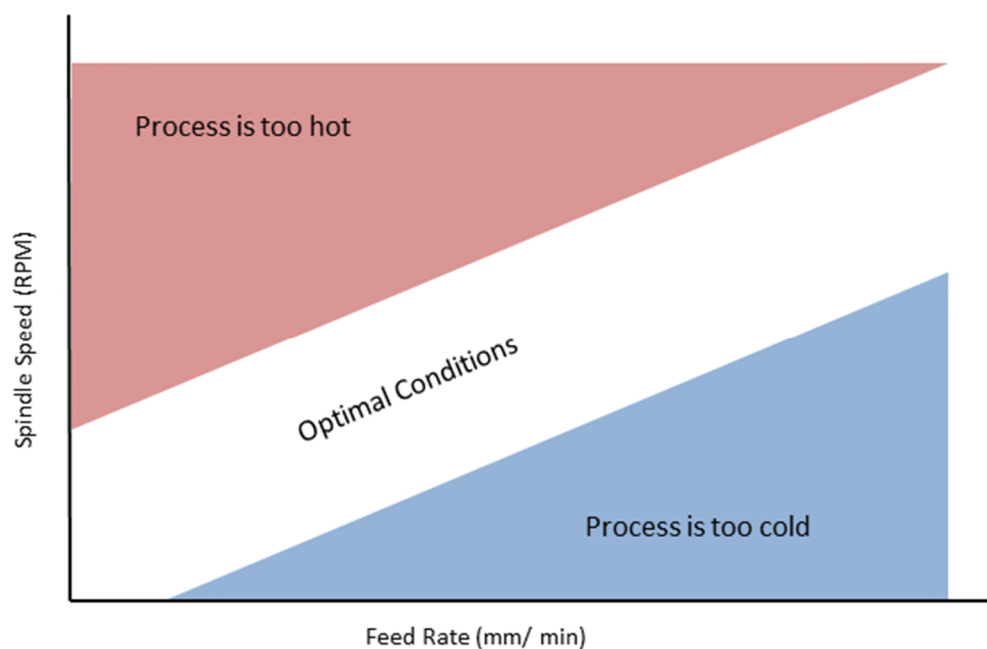 Process is too hot
Spindle Speed (RPM)
Optimal Conditions
Process is too cold
Feed Rate (mm/ min)